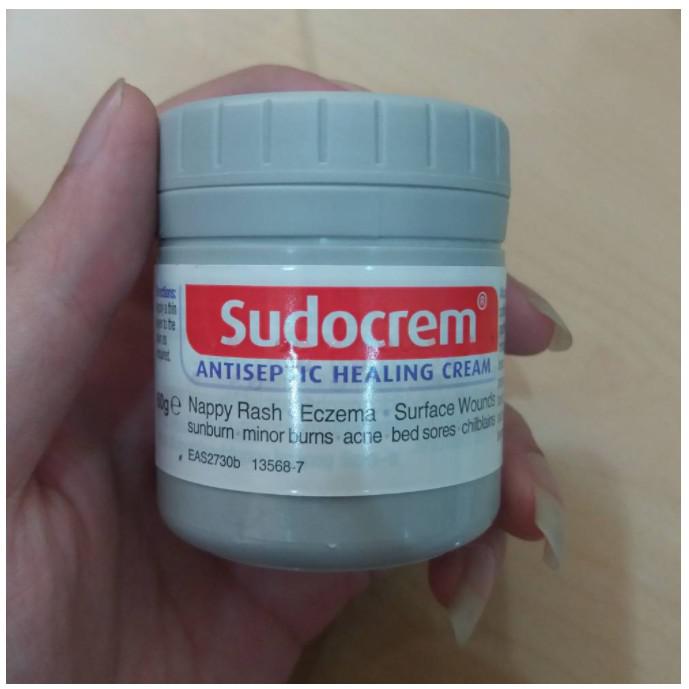 Sudocrem®
ANTISEPTIC HEALING CREAM
e Nappy Rash · Eczema · Surface Wounds
sunburn · minor burns · acne · bed sores · chilblains
EAS2730b 13568-7